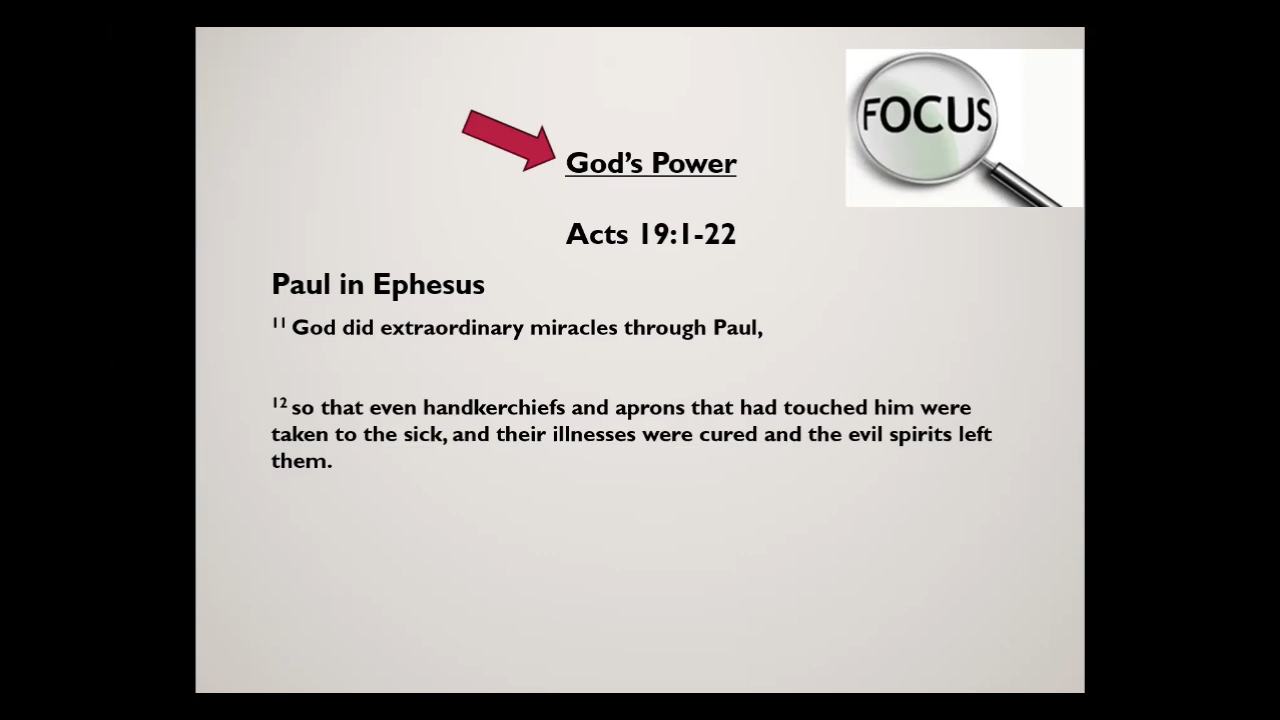 FOCUS
God’s Power
Acts 19:1-22
Paul in Ephesus
11 God did extraordinary miracles through Paul,
12 so that even handkerchiefs and aprons that had touched him were
taken to the sick, and their illnesses were cured and the evil spirits left
them.